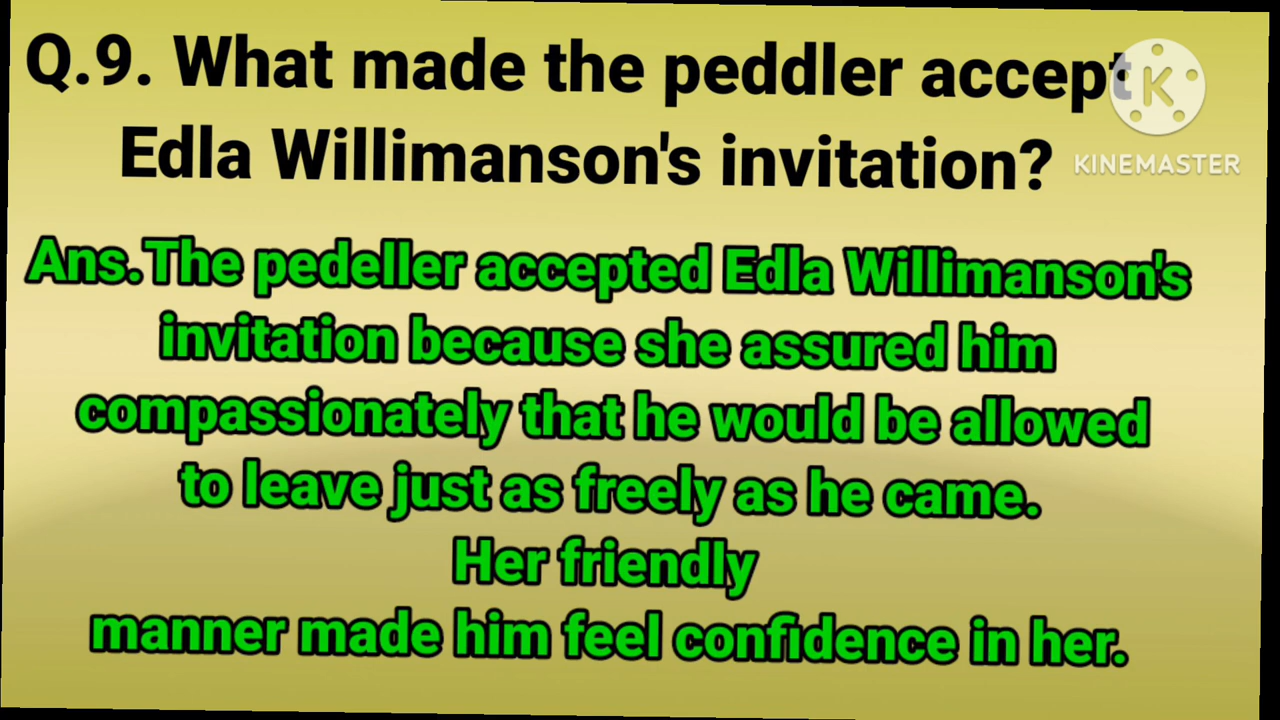 Q.9. What made the peddler accept
Edla Willimanson's invitation?
KINEMASTER
Ans.The pedeller accepted Edla Willimanson's
invitation because she assured him
compassionately that he would be allowed
to leave just as freely as he came.
Her friendly
manner made him feel confidence in her.